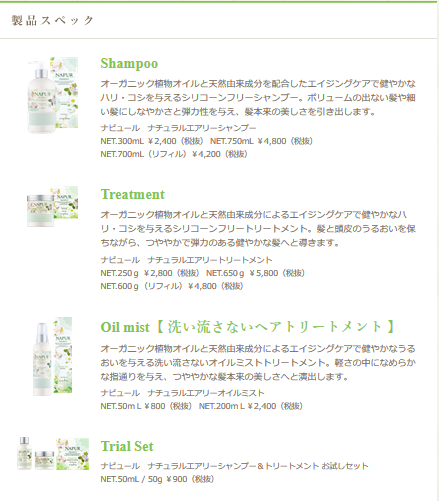 製品スペック
Shampoo
オーガニック植物オイルと天然由来成分を配合したエイジングケアで健やかな
ハリ・コシを与えるシリコーンフリーシャンプー。ボリュームの出ない髪や細
い髪にしなやかさと弾力性を与え、髪本来の美しさを引き出します。
ナピュール　ナチュラルエアリーシャンプー
NET.300mL ￥2,400（税抜） NET.750mL ￥4,800（税抜）
NET.700mL（リフィル）￥4,200（税抜）
Treatment
オーガニック植物オイルと天然由来成分によるエイジングケアで健やかなハ
リ・コシを与えるシリコーンフリートリートメント。髪と頭皮のうるおいを保
ちながら、つややかで弾力のある健やかな髪へと導きます。
ナピュール　ナチュラルエアリートリートメント
NET.250ｇ ￥2,800（税抜） NET.650ｇ ￥5,800（税抜）
NET.600ｇ（リフィル）￥4,800（税抜）
Oil mist【 洗い流さないヘアトリートメント 】
オーガニック植物オイルと天然由来成分によるエイジングケアで健やかなうる
おいを与える洗い流さないオイルミストトリートメント。軽さの中になめらか
な指通りを与え、つややかな髪本来の美しさへと演出します。
ナピュール　ナチュラルエアリーオイルミスト
NET.50mＬ￥800（税抜） NET.200mＬ￥2,400（税抜）
Trial Set
ナピュール　ナチュラルエアリーシャンプー＆トリートメント お試しセット
NET.50mL / 50g ￥900（税抜）
NAPUR
NAPUR
NAPUR
NAPUR